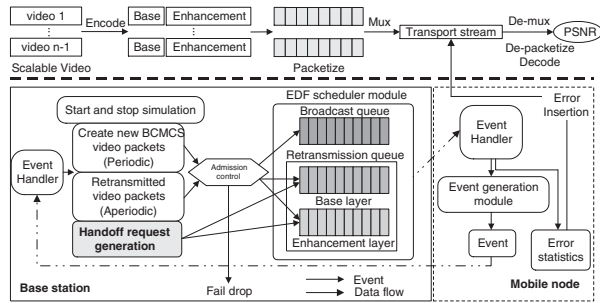 video 1
video n-1
Scalable Video
Encode
Base
Enhancement
Base
Enhancement
Packetize
Mux
Transport stream
De-mux
PSNR
De-packetize
Decode
EDF scheduler module
Start and stop simulation
Create new BCMCS
video packets
(Periodic)
Retransmitted
video packets
(Aperiodic)
Handoff request
generation
Event
Handler
Admission
control
Broadcast queue
Retransmission queue
Base layer
Enhancement layer
Fail drop
Event
Data flow
Base station
Error
Insertion
Event
Handler
Event generation
module
Event
Error
statistics
Mobile node